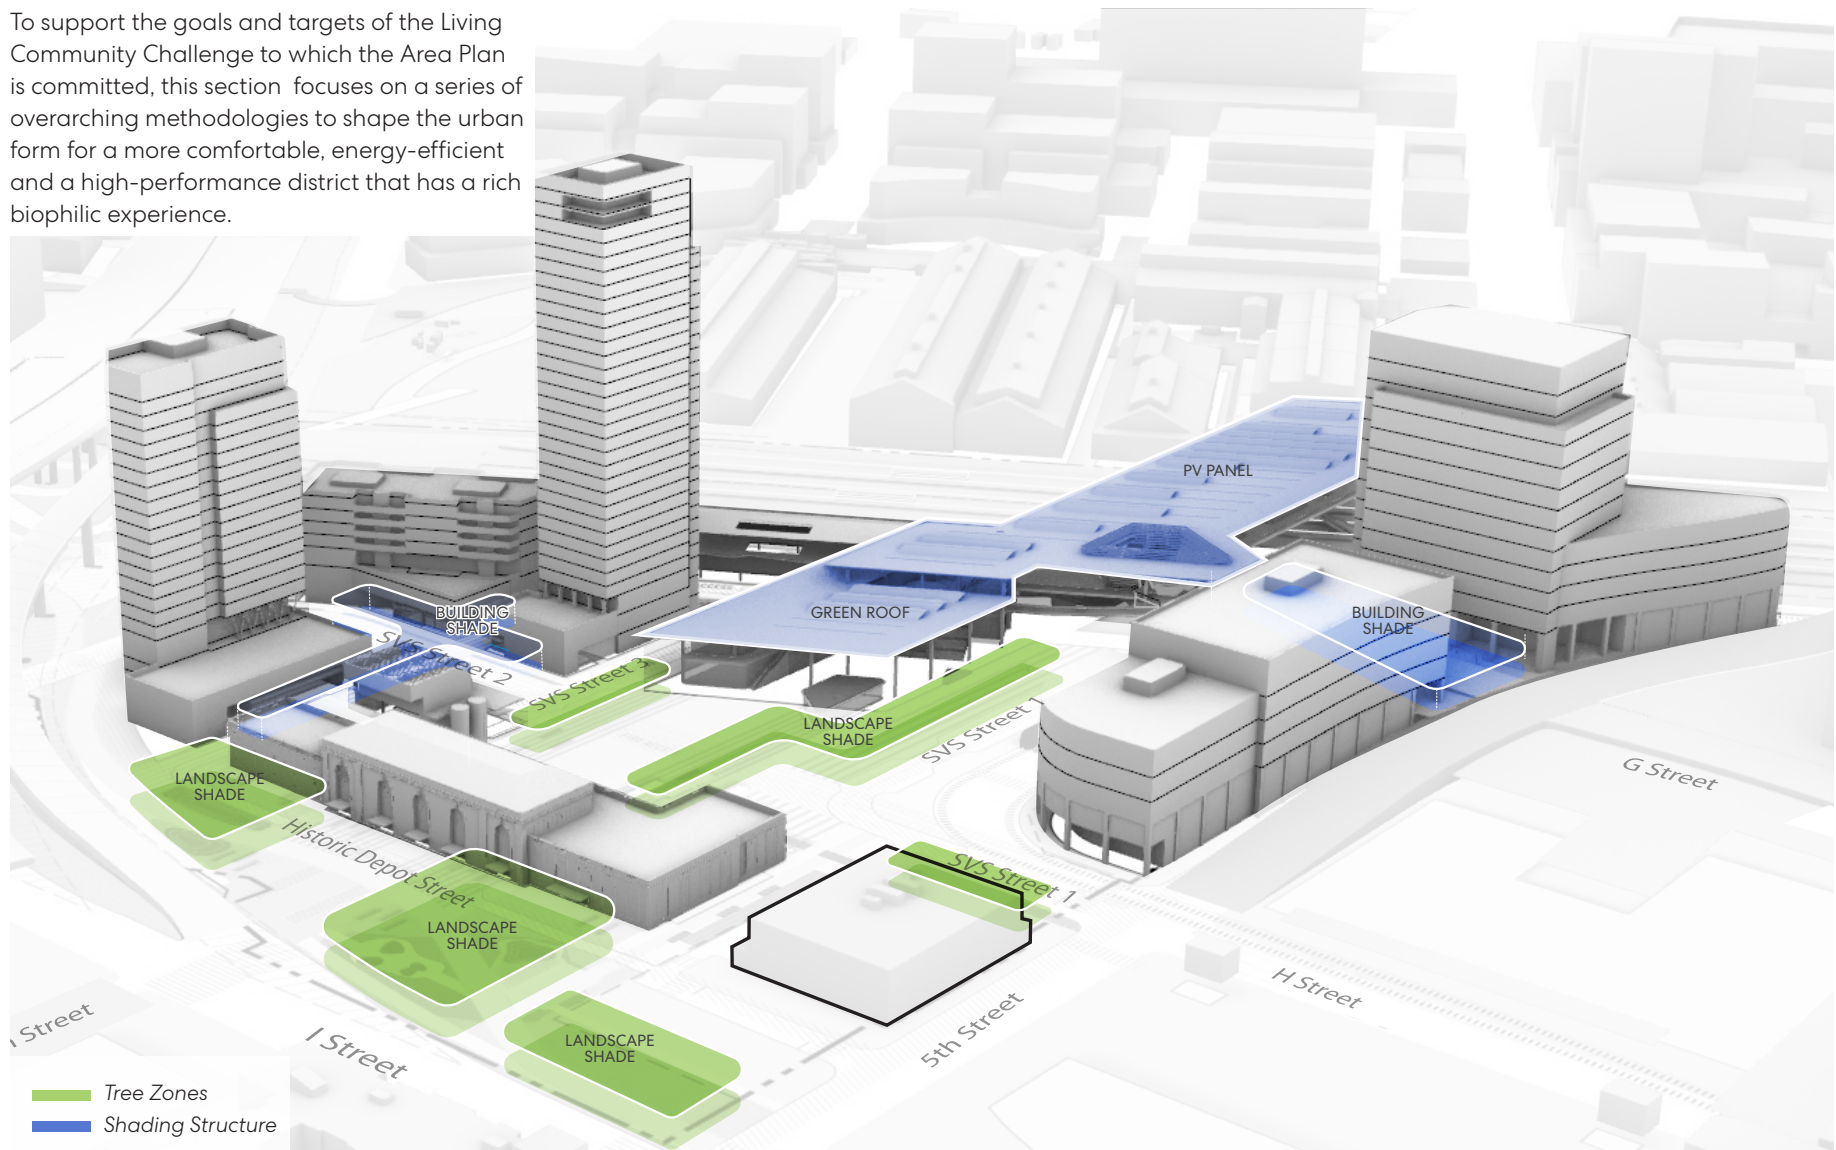 To support the goals and targets of the Living
Community Challenge to which the Area Plan
is committed, this section focuses on a series of
overarching methodologies to shape the urban
form for a more comfortable, energy-efficient
and a high-performance district that has a rich
biophilic experience.
PV PANEL
GREEN ROOF
BUILDING
SHADE
BUILDING
SHADE
SVS Street 2
SVS Street 3
LANDSCAPE
SHADE
SVS Street 1
G Street
LANDSCAPE
SHADE
Historic Depot Street
SVS Street 1
LANDSCAPE
SHADE
H Street
I Street
5th Street
I Street
LANDSCAPE
SHADE
Tree Zones
Shading Structure